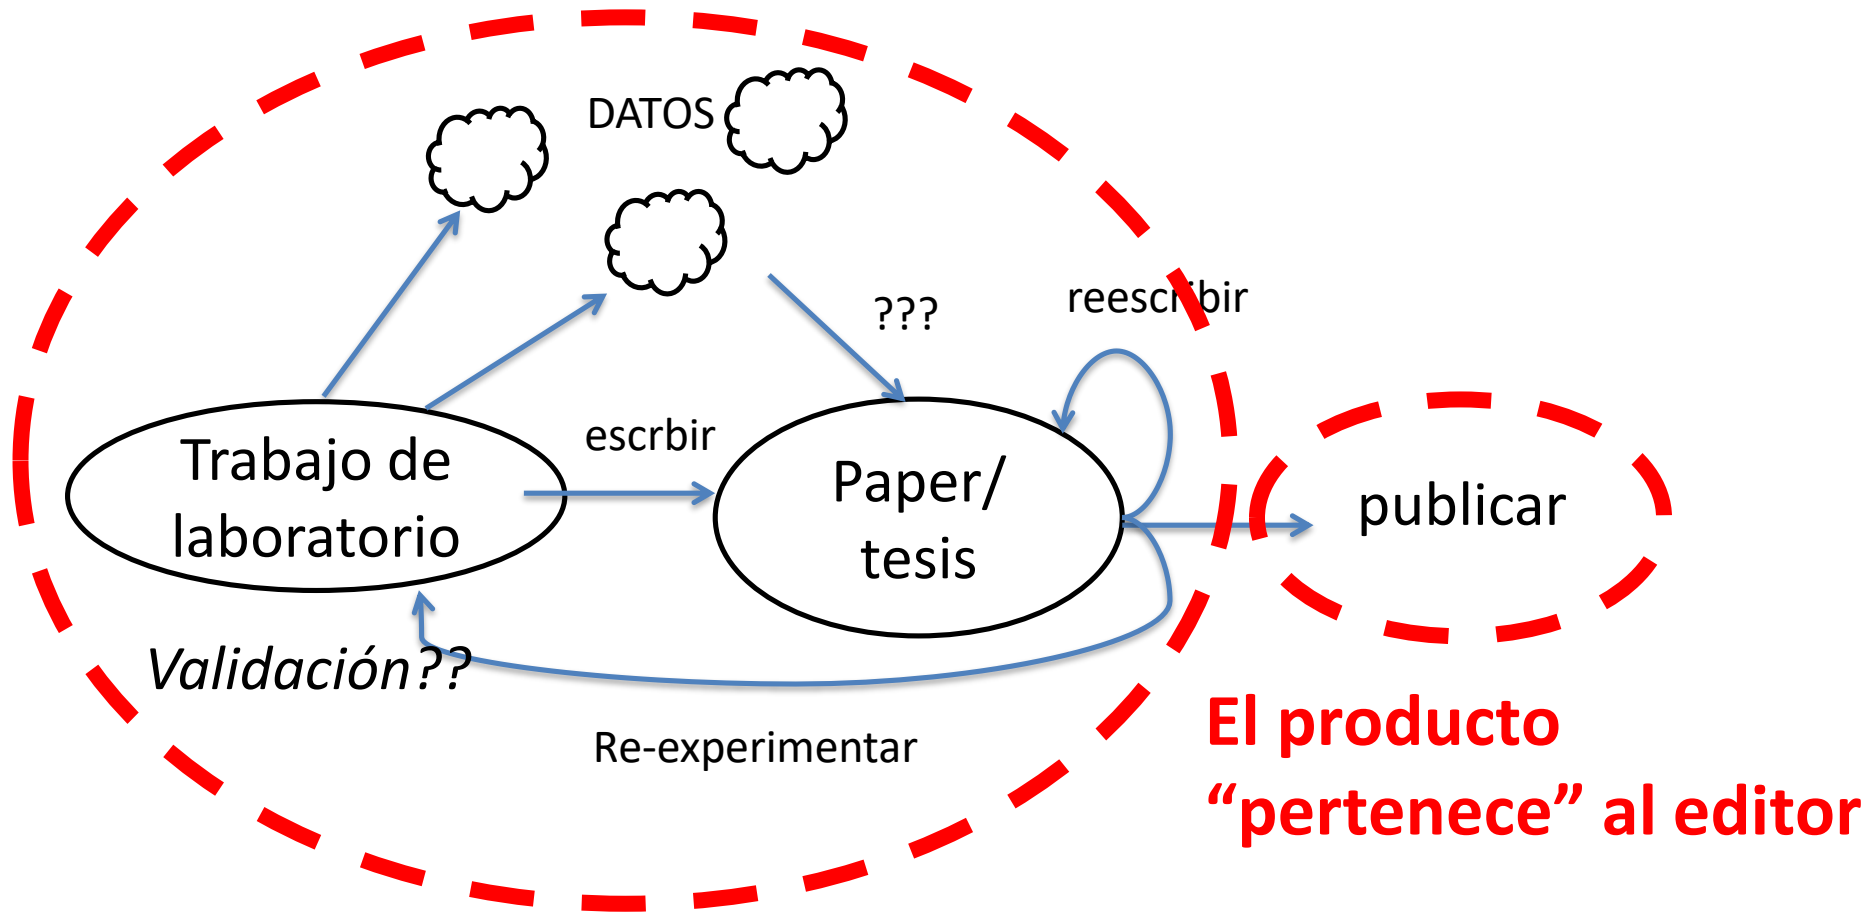 DATOS
???
reescribir
escrbir
Trabajo de
laboratorio
Paper/
tesis
publicar
Validación??
Re-experimentar
El producto
“pertenece” al editor